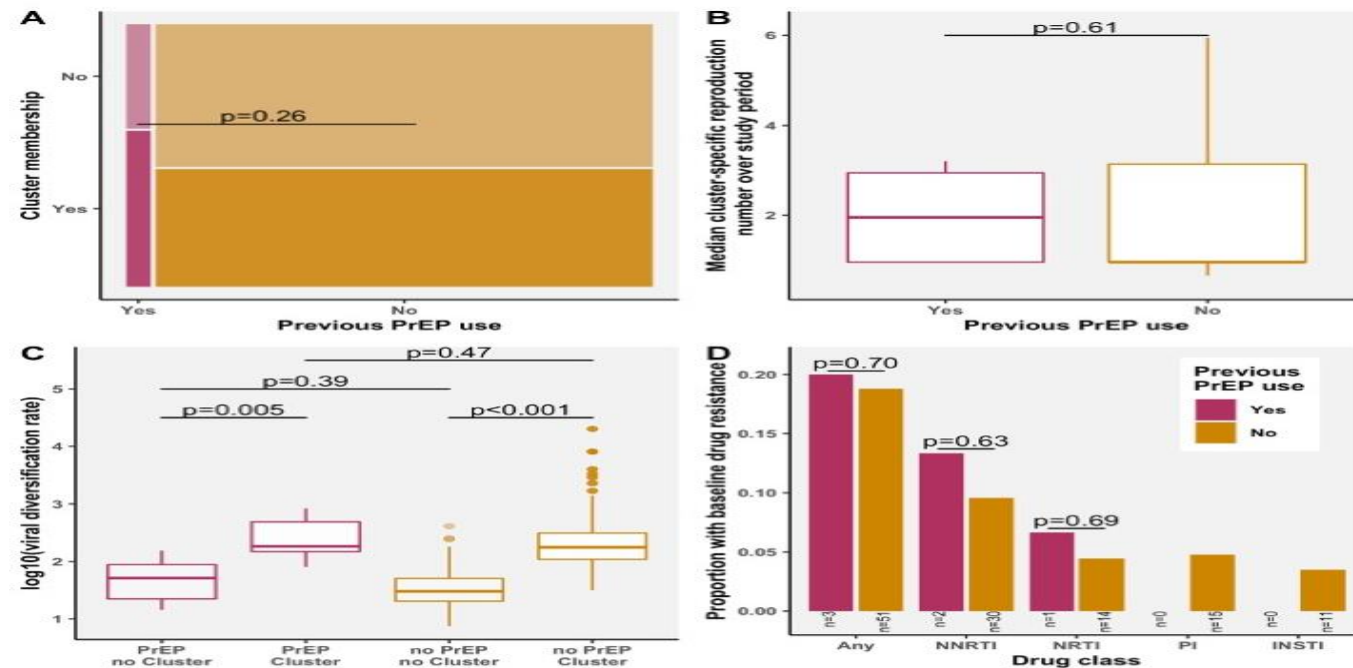 A
Cluster membership
No
Yes
p=0.26
Yes
No
Previous PrEP use
B
Median cluster-specific reproduction
number over study period
6
4
2
p=0.61
Yes
No
Previous PrEP use
C
log10(viral diversification rate)
5
4
3
2
1
p=0.47
p=0.39
p=0.005
p<0.001
PrEP
no Cluster
PrEP
Cluster
no PrEP
no Cluster
no PrEP
Cluster
D
Proportion with baseline drug resistance
0.20
0.15
0.10
0.05
0.00
p=0.70
p=0.63
p=0.69
Previous
PrEP use
Yes
No
n=3
n=51
n=2
n=30
n=1
n=14
n=0
n=15
n=0
n=11
Any
NNRTI
NRTI
PI
INSTI
Drug class